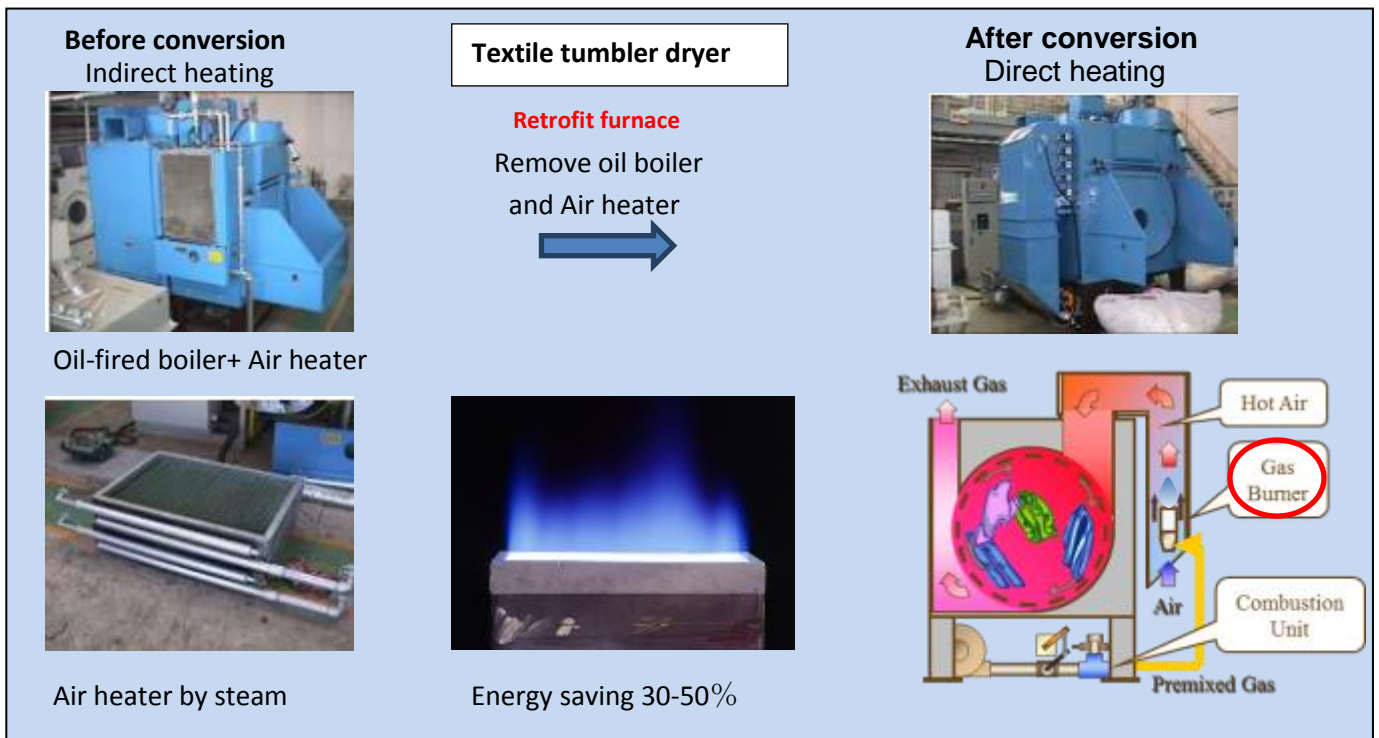 Before conversion
Indirect heating
Textile tumbler dryer
After conversion
Direct heating
Retrofit furnace
Remove oil boiler
and Air heater
Oil-fired boiler+ Air heater
Exhaust Gas
Hot Air
Gas
Burner
Air
Combustion
Unit
Premixed Gas
Air heater by steam
Energy saving 30-50%